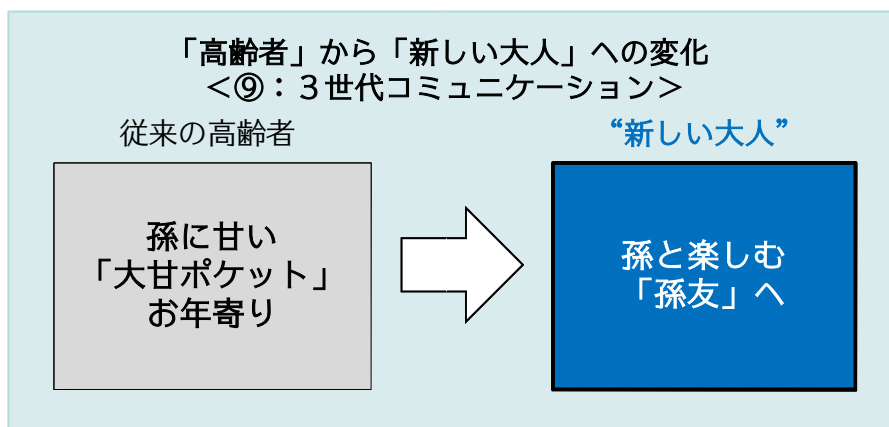 「高齢者」から「新しい大人」への変化
＜⑨：３世代コミュニケーション＞
従来の高齢者
“新しい大人”
孫に甘い
「大甘ポケット」
お年寄り
孫と楽しむ
「孫友」へ